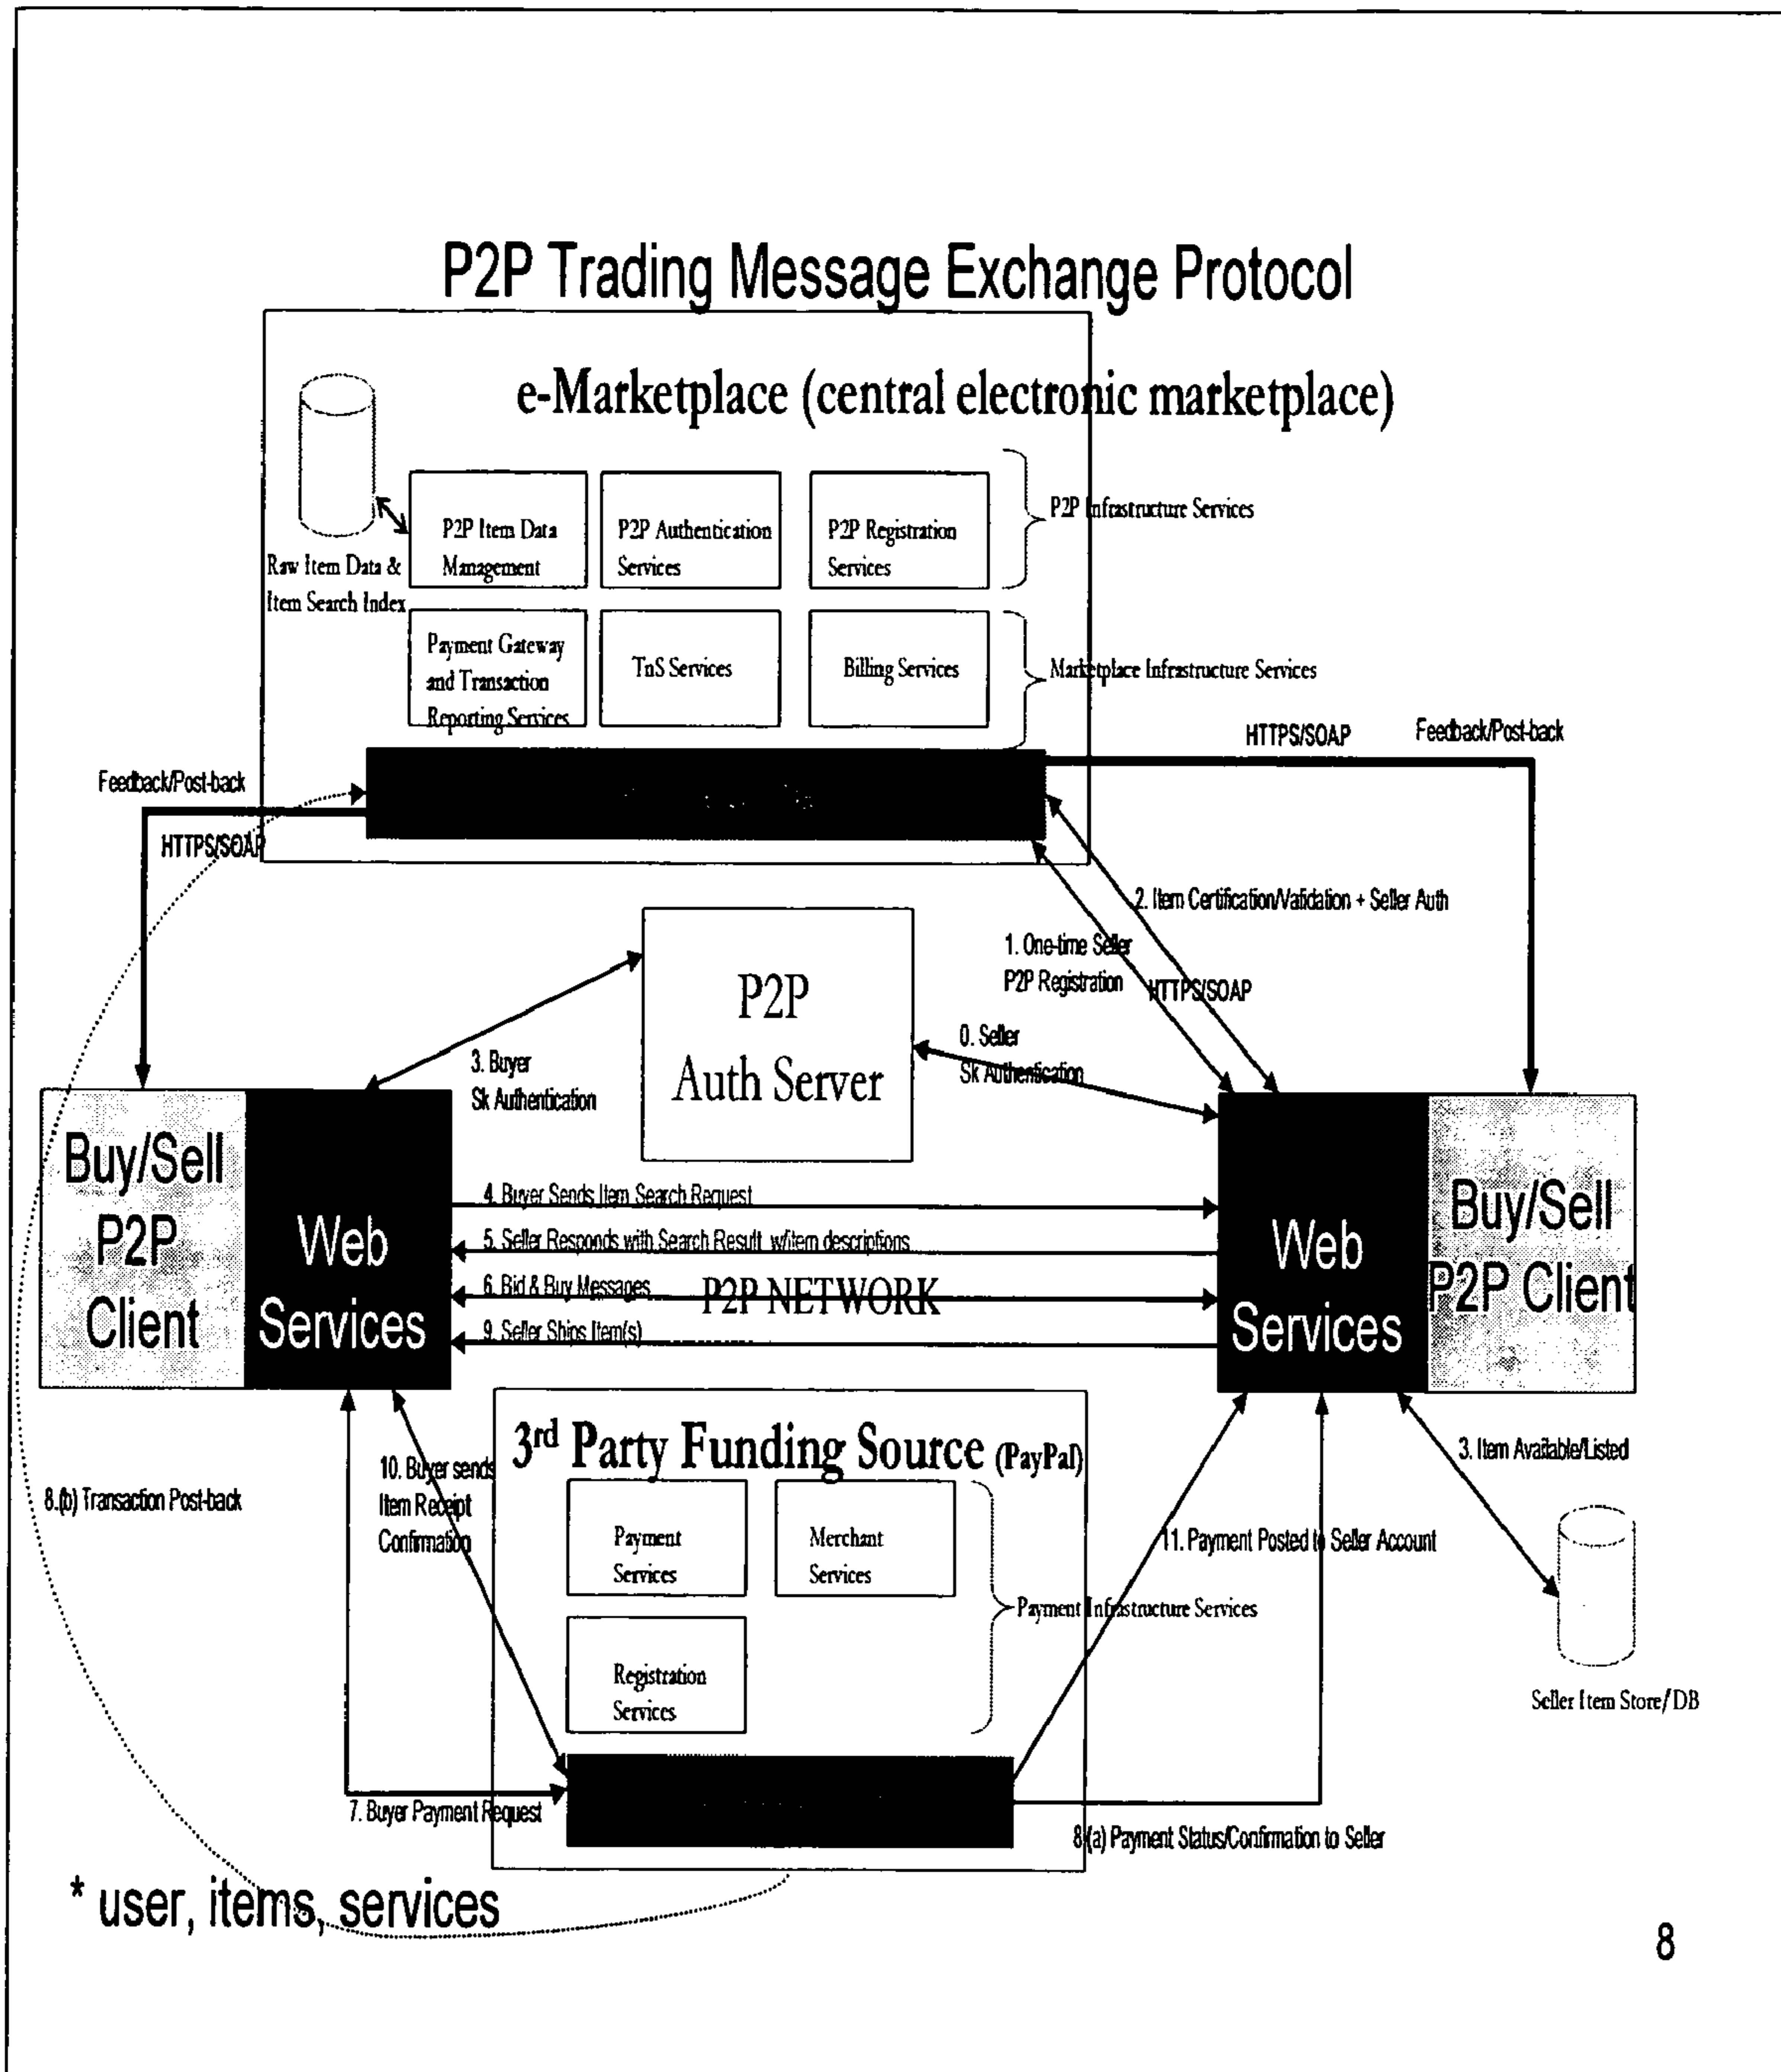 P2P Trading Message Exchange Protocol
e-Marketplace (central electronic marketplace)
P2P Infrastructure Services
P2P Item Data
Management
P2P Authentication
Services
P2P Registration
Services
Raw Item Data &
Item Search Index
Payment Gateway
and Transaction
Reporting Services
TnS Services
Billing Services
Marketplace Infrastructure Services
HTTPS/SOAP
Feedback/Post-back
Feedback/Post-back
HTTPS/SOAP
2. Item Certification/Validation + Seller Auth
1. One-time Seller
P2P Registration
HTTPS/SOAP
P2P
Auth Server
0. Seller
Sk Authentication
3. Buyer
Sk Authentication
Buy/Sell
P2P
Client
Web
Services
4. Buyer Sends Item Search Request
5. Seller Responds with Search Result w/item descriptions
6. Bid & Buy Messages
P2P NETWORK
9. Seller Ships Item(s)
Web
Services
Buy/Sell
P2P Client
3rd Party Funding Source (PayPal)
10. Buyer sends
Item Receipt
Confirmation
8.(b) Transaction Post-back
3. Item Available/Listed
Payment
Services
Merchant
Services
11. Payment Posted to Seller Account
Payment Infrastructure Services
Registration
Services
Seller Item Store/DB
7. Buyer Payment Request
8.(a) Payment Status/Confirmation to Seller
* user, items, services
8